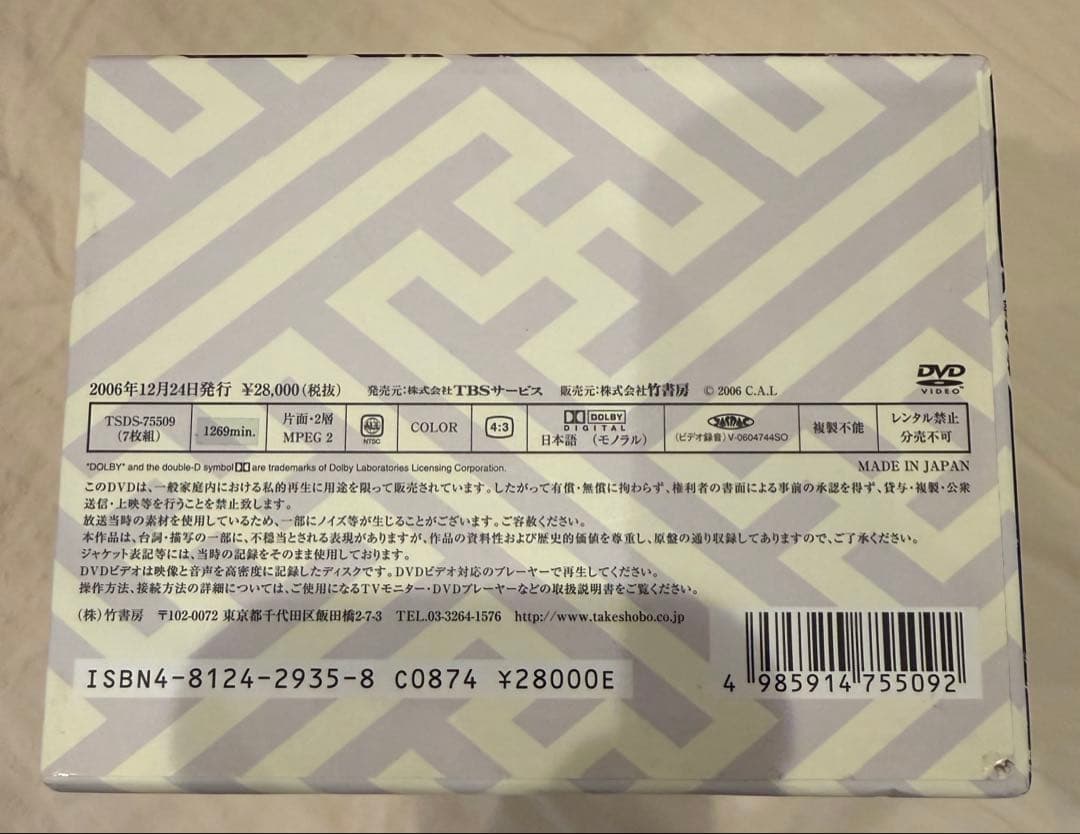 DVD
VIDEO
2006年12月24日発行 ¥28,000(税抜) 発売元:株式会社TBSサービス 販売元:株式会社竹書房 © 2006 C.A.L
TSDS-75509
(7枚組)
1269min.
片面・2層
MPEG 2
ALL
NTSC
COLOR
4:3
DOLBY
DIGITAL
日本語 (モノラル)
JASRAC
(ビデオ録音)V-0604744SO
複製不能
レンタル禁止
分売不可
"DOLBY" and the double-D symbol are trademarks of Dolby Laboratories Licensing Corporation.
MADE IN JAPAN
このDVDは、一般家庭内における私的再生に用途を限って販売されています。したがって有償・無償に拘わらず、権利者の書面による事前の承認を得ず、貸与・複製・公衆
送信・上映等を行うことを禁止致します。
放送当時の素材を使用しているため、一部にノイズ等が生じることがございます。ご容赦ください。
本作品は、台詞・描写の一部に、不穏当とされる表現がありますが、作品の資料性および歴史的価値を尊重し、原盤の通り収録してありますので、ご了承ください。
ジャケット表記等には、当時の記録をそのまま使用しております。
DVDビデオは映像と音声を高密度に記録したディスクです。DVDビデオ対応のプレーヤーで再生してください。
操作方法、接続方法の詳細については、ご使用になるTVモニター・DVDプレーヤーなどの取扱説明書をご覧ください。
(株)竹書房 〒102-0072 東京都千代田区飯田橋2-7-3 TEL.03-3264-1576 http://www.takeshobo.co.jp
ISBN4-8124-2935-8 C0874 ¥28000E
4 985914 755092